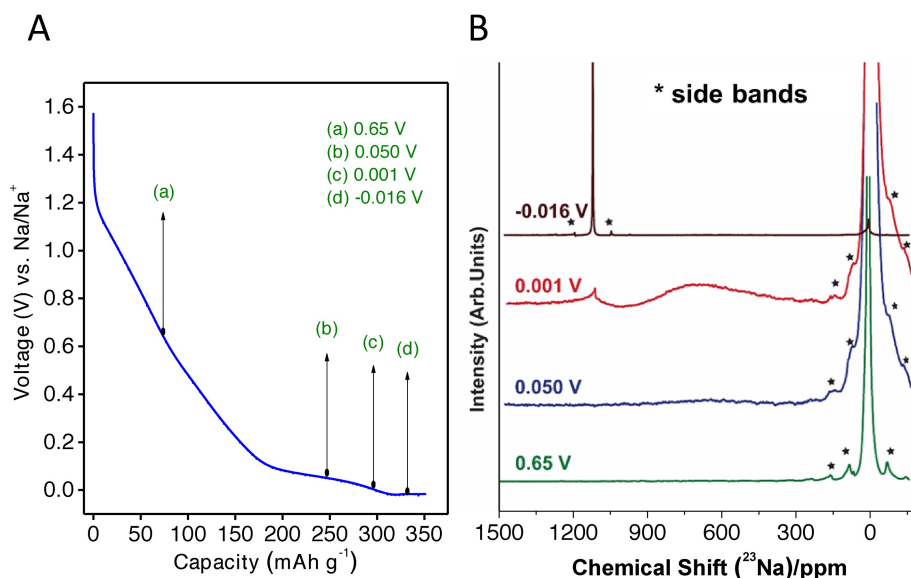 A
B
Voltage (V) vs. Na/Na⁺
1.6
1.4
1.2
1.0
0.8
0.6
0.4
0.2
0.0
(a) 0.65 V
(b) 0.050 V
(c) 0.001 V
(d) -0.016 V
(a)
(b)
(c)
(d)
0 50 100 150 200 250 300 350
Capacity (mAh g⁻¹)
Intensity (Arb.Units)
* side bands
-0.016 V
0.001 V
0.050 V
0.65 V
1500 1200 900 600 300 0
Chemical Shift (²³Na)/ppm